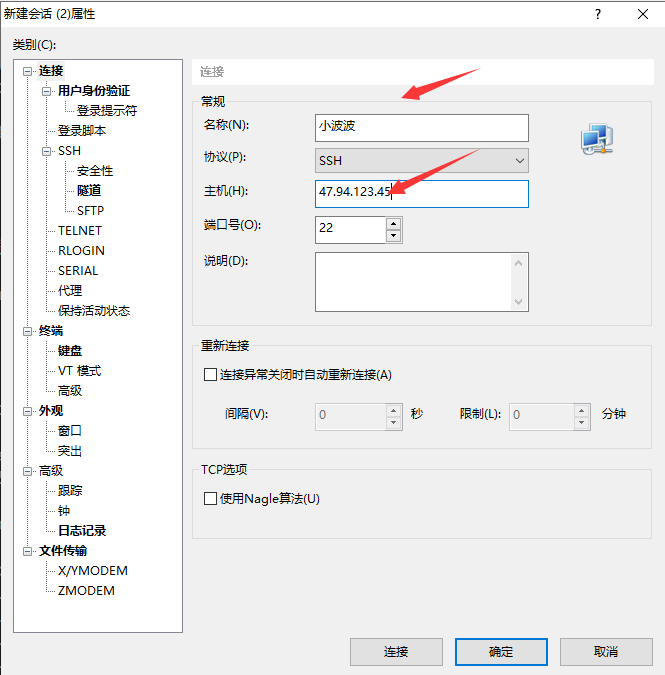 新建会话 (2)属性
类别(C):
连接
用户身份验证
登录提示符
登录脚本
SSH
安全性
隧道
SFTP
TELNET
RLOGIN
SERIAL
代理
保持活动状态
终端
键盘
VT 模式
高级
外观
窗口
突出
高级
跟踪
钟
日志记录
文件传输
X/YMODEM
ZMODEM
连接
常规
名称(N): 小波波
协议(P): SSH
主机(H): 47.94.123.45
端口号(O): 22
说明(D):
重新连接
连接异常关闭时自动重新连接(A)
间隔(V): 0 秒 限制(L): 0 分钟
TCP选项
使用Nagle算法(U)
连接 确定 取消